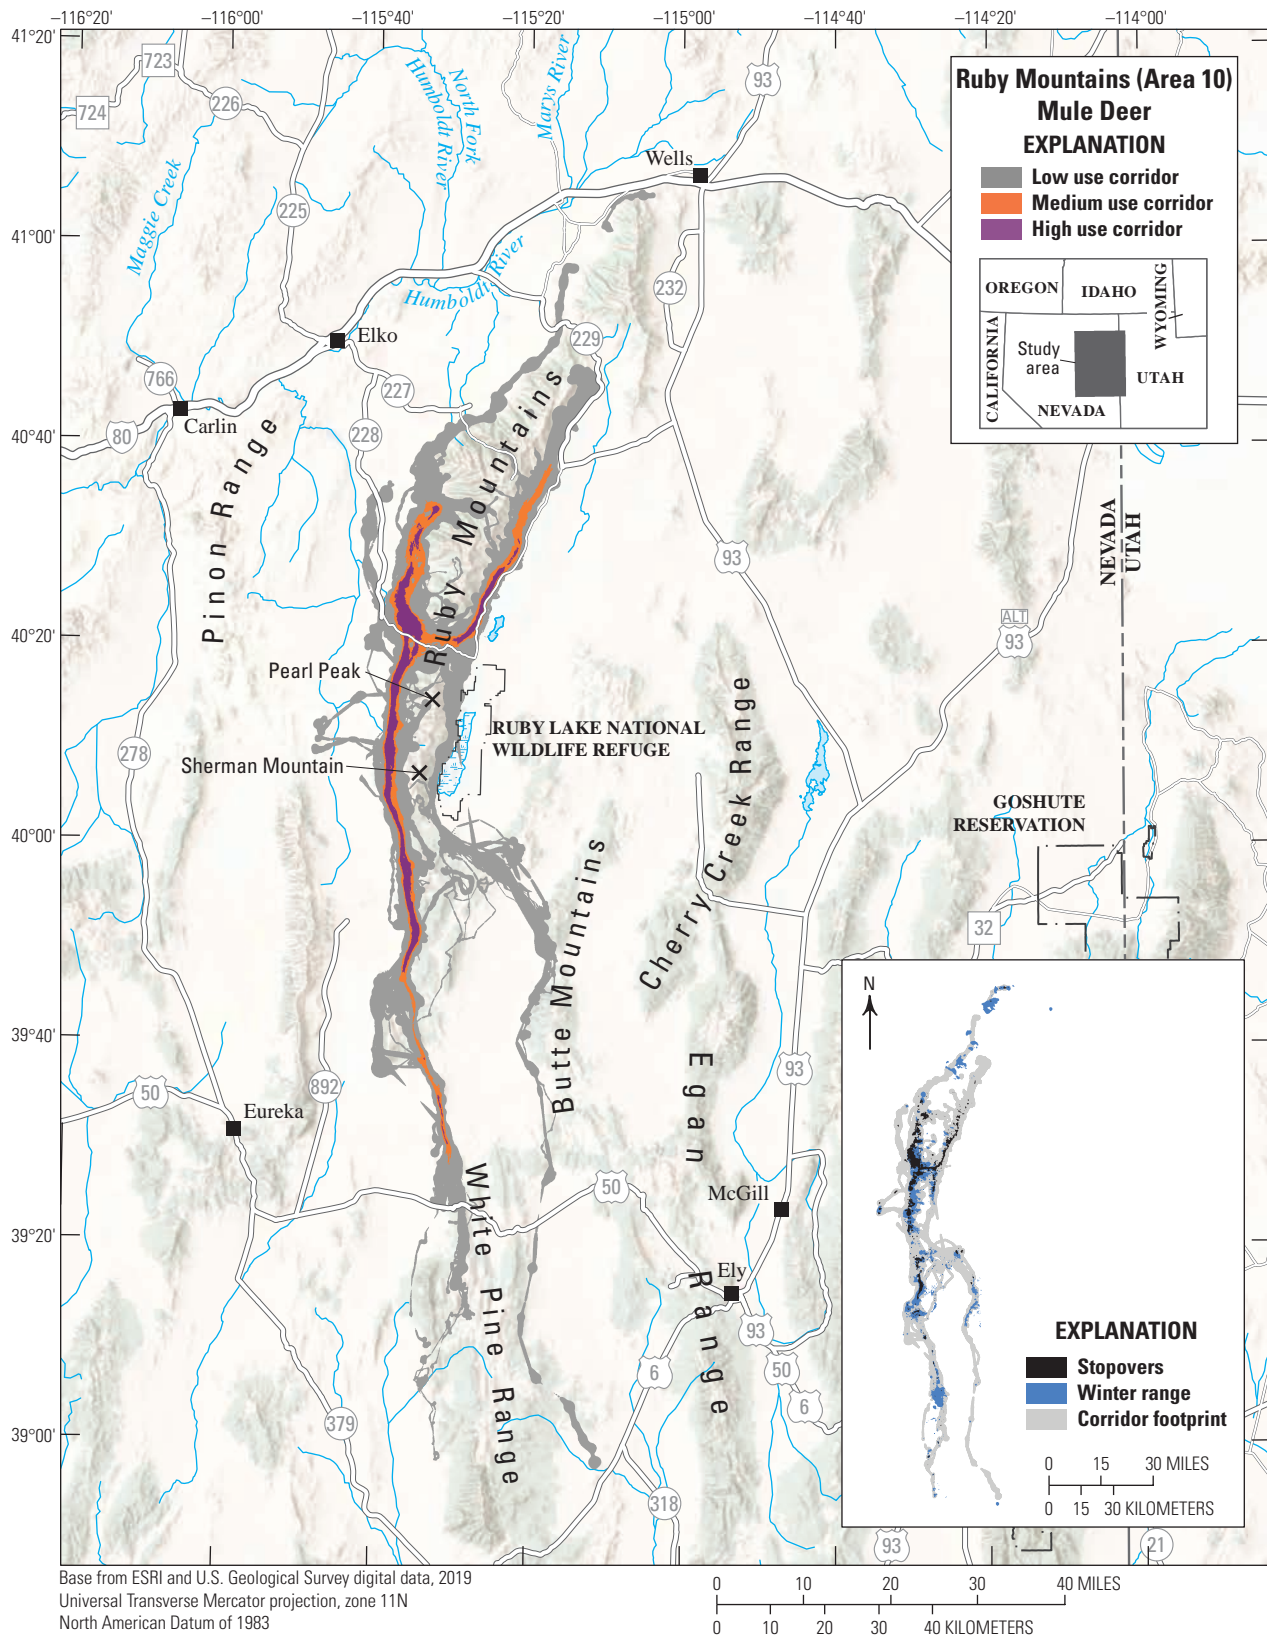 −116°20'
−116°00'
−115°40'
−115°20'
−115°00'
−114°40'
−114°20'
−114°00'
41°20'
41°00'
40°40'
40°20'
40°00'
39°40'
39°20'
39°00'
Ruby Mountains (Area 10)
Mule Deer
EXPLANATION
Low use corridor
Medium use corridor
High use corridor
OREGON
IDAHO
WYOMING
CALIFORNIA
Study
area
UTAH
NEVADA
723
724
226
225
North Fork
Humboldt River
Marys River
93
Wells
Maggie Creek
Humboldt River
232
Elko
229
766
227
Carlin
228
80
Pinon Range
Ruby Mountains
93
NEVADA
UTAH
ALT
93
Pearl Peak
RUBY LAKE NATIONAL
WILDLIFE REFUGE
278
Sherman Mountain
Cherry Creek Range
GOSHUTE
RESERVATION
Butte Mountains
32
50
892
Eureka
93
Egan Range
White Pine Range
50
McGill
Ely
93
6
50
6
379
318
93
21
N
EXPLANATION
Stopovers
Winter range
Corridor footprint
0 15 30 MILES
0 15 30 KILOMETERS
Base from ESRI and U.S. Geological Survey digital data, 2019
Universal Transverse Mercator projection, zone 11N
North American Datum of 1983
0 10 20 30 40 MILES
0 10 20 30 40 KILOMETERS